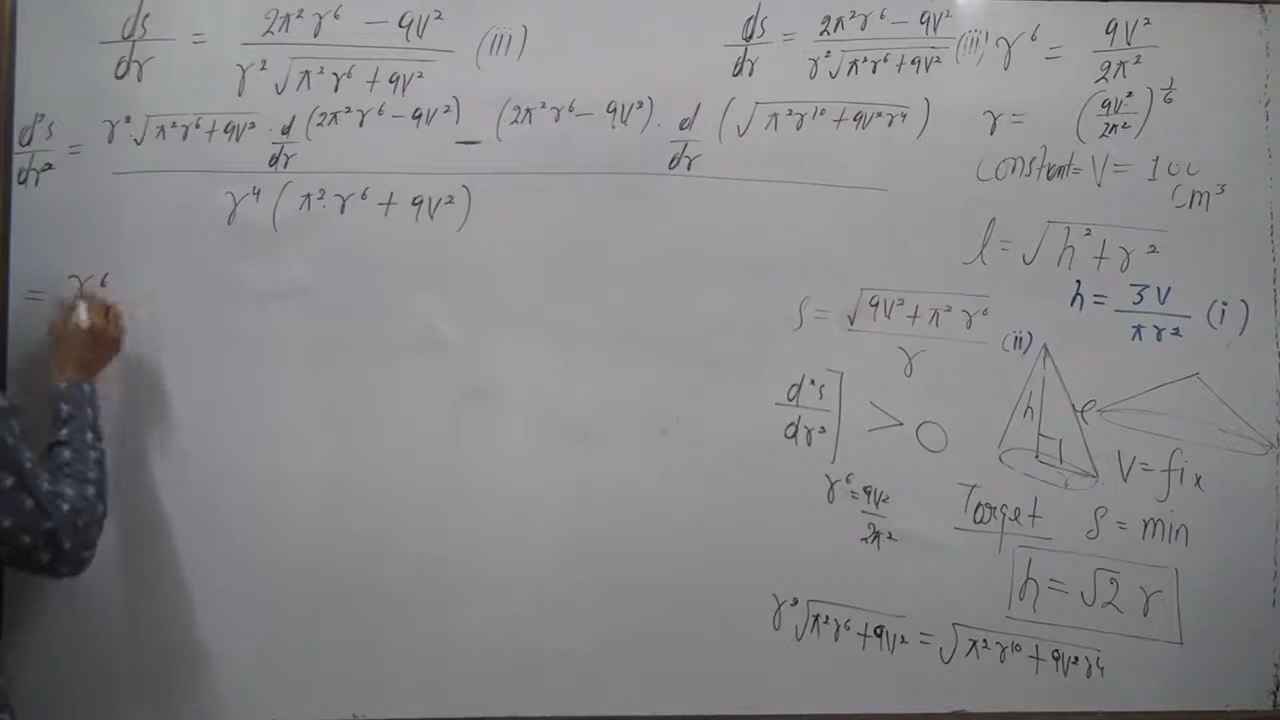 ds/dr = (2π²r⁶ − 9V²) / (r²√(π²r⁶ + 9V²)) (iii)
d²s/dr² = [r²·√(π²r⁶ + 9V²) · d/dr (2π²r⁶ − 9V²) − (2π²r⁶ − 9V²) · d/dr (√(π²r¹⁰ + 9V²r⁴))] / [r⁴(π²·r⁶ + 9V²)]
= r⁶
ds/dr = (2π²r⁶ − 9V²) / (r²√(π²r⁶ + 9V²)) (iii)
r⁶ = 9V²/2π²
r = (9V²/2π²)^(1/6)
constant = V = 100
cm³
l = √(h² + r²)
h = 3V/πr² (i)
S = √(9V² + π²r⁶)/r (ii)
d²s/dr²] > 0
r⁶ = 9V²/2π²
h
l
r
V = fix
Target S = min
h = √2 r
r²√(π²r⁶ + 9V²) = √(π²r¹⁰ + 9V²r⁴)